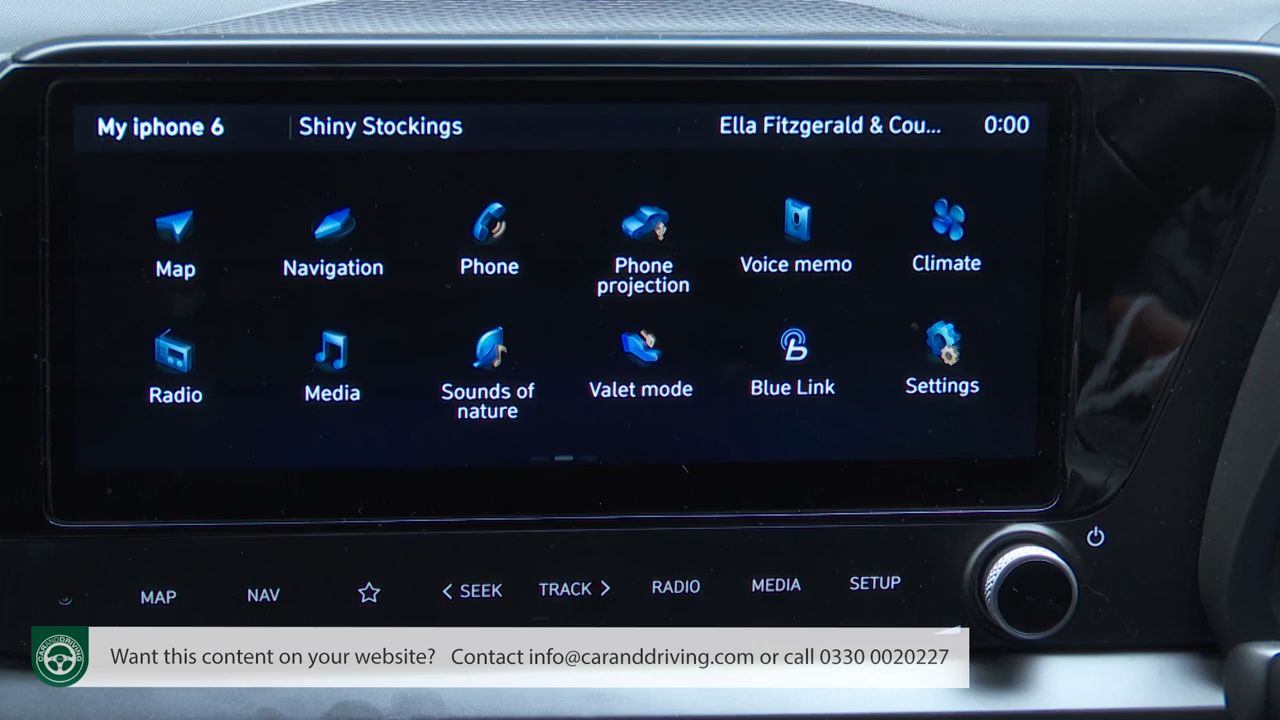 My iphone 6 Shiny Stockings Ella Fitzgerald & Cou... 0:00
Map Navigation Phone Phone projection Voice memo Climate
Radio Media Sounds of nature Valet mode Blue Link Settings
MAP NAV < SEEK TRACK > RADIO MEDIA SETUP
CARANDDRIVING
Want this content on your website? Contact info@caranddriving.com or call 0330 0020227